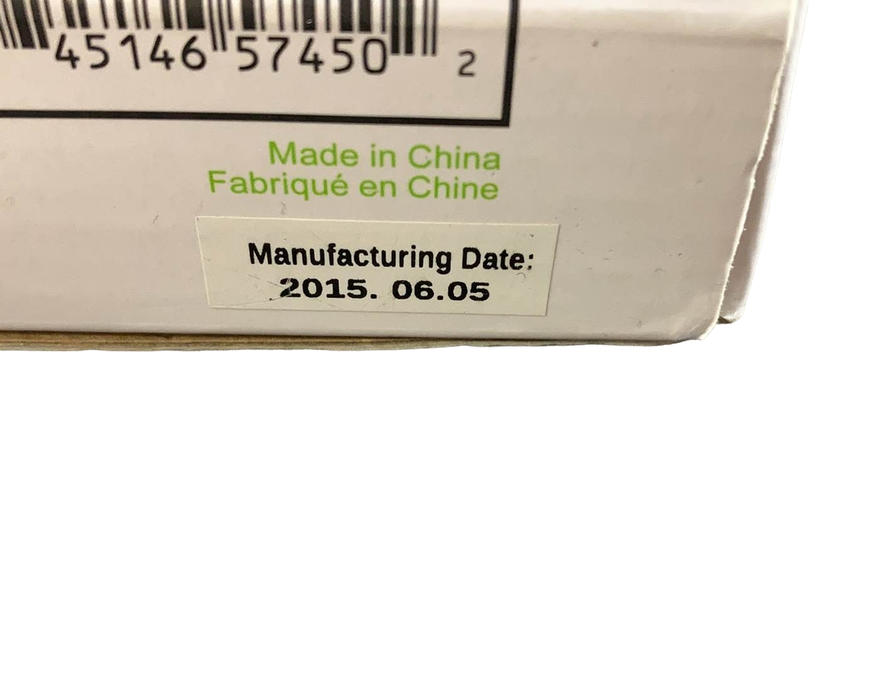 45146 57450 2
Made in China
Fabriqué en Chine
Manufacturing Date:
2015. 06.05